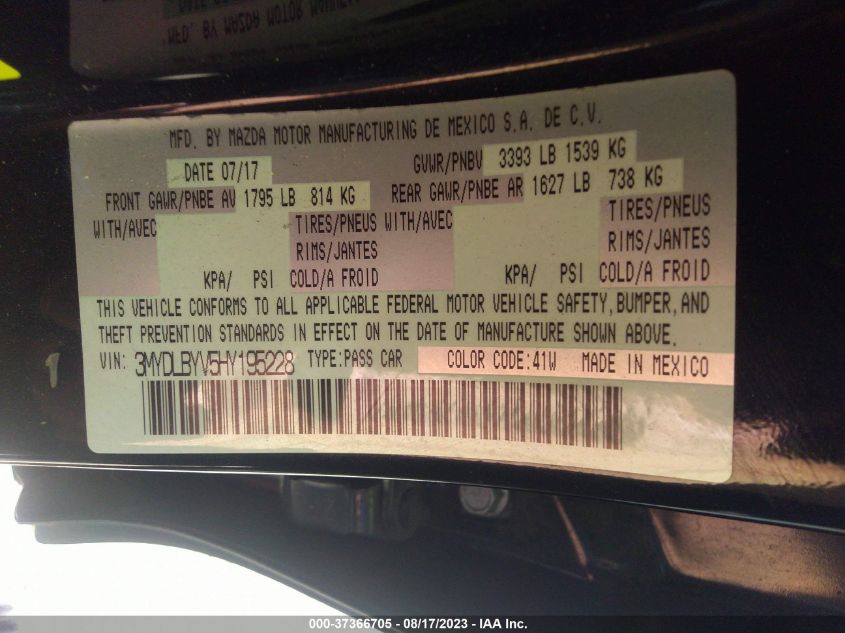 MFD. BY MAZDA MOTOR
MFD. BY MAZDA MOTOR MANUFACTURING DE MEXICO S.A. DE C.V.
DATE 07/17 GVWR/PNBV 3393 LB 1539 KG
FRONT GAWR/PNBE AV 1795 LB 814 KG REAR GAWR/PNBE AR 1627 LB 738 KG
WITH/AVEC TIRES/PNEUS WITH/AVEC TIRES/PNEUS
RIMS/JANTES RIMS/JANTES
KPA/ PSI COLD/A FROID KPA/ PSI COLD/A FROID
THIS VEHICLE CONFORMS TO ALL APPLICABLE FEDERAL MOTOR VEHICLE SAFETY, BUMPER, AND
THEFT PREVENTION STANDARDS IN EFFECT ON THE DATE OF MANUFACTURE SHOWN ABOVE.
VIN: 3MYDLBYV5HY195228 TYPE:PASS CAR COLOR CODE:41W MADE IN MEXICO
1
000-37366705 - 08/17/2023 - IAA Inc.